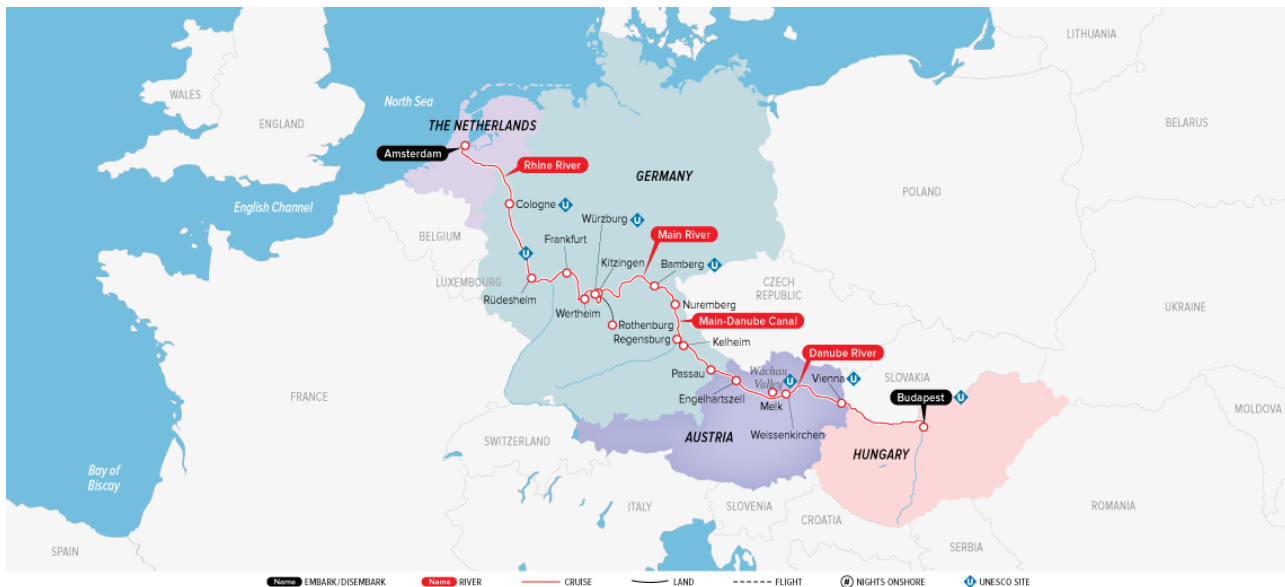 LITHUANIA
WALES
North Sea
ENGLAND
BELARUS
THE NETHERLANDS
Amsterdam
Rhine River
GERMANY
POLAND
English Channel
Cologne
U
Würzburg
U
BELGIUM
Frankfurt
Main River
U
Kitzingen
Bamberg
U
LUXEMBOURG
CZECH
REPUBLIC
Rüdesheim
Nuremberg
UKRAINE
Wertheim
Main-Danube Canal
Rothenburg
Regensburg
Kelheim
Danube River
Passau
Wachau
Valley
U
Vienna
U
SLOVAKIA
Engelhartszell
Melk
Budapest
U
FRANCE
MOLDOVA
Weissenkirchen
AUSTRIA
SWITZERLAND
HUNGARY
Bay of
Biscay
ITALY
SLOVENIA
ROMANIA
CROATIA
SPAIN
SERBIA
Name EMBARK/DISEMBARK
Name RIVER
CRUISE
LAND
FLIGHT
# NIGHTS ONSHORE
U UNESCO SITE